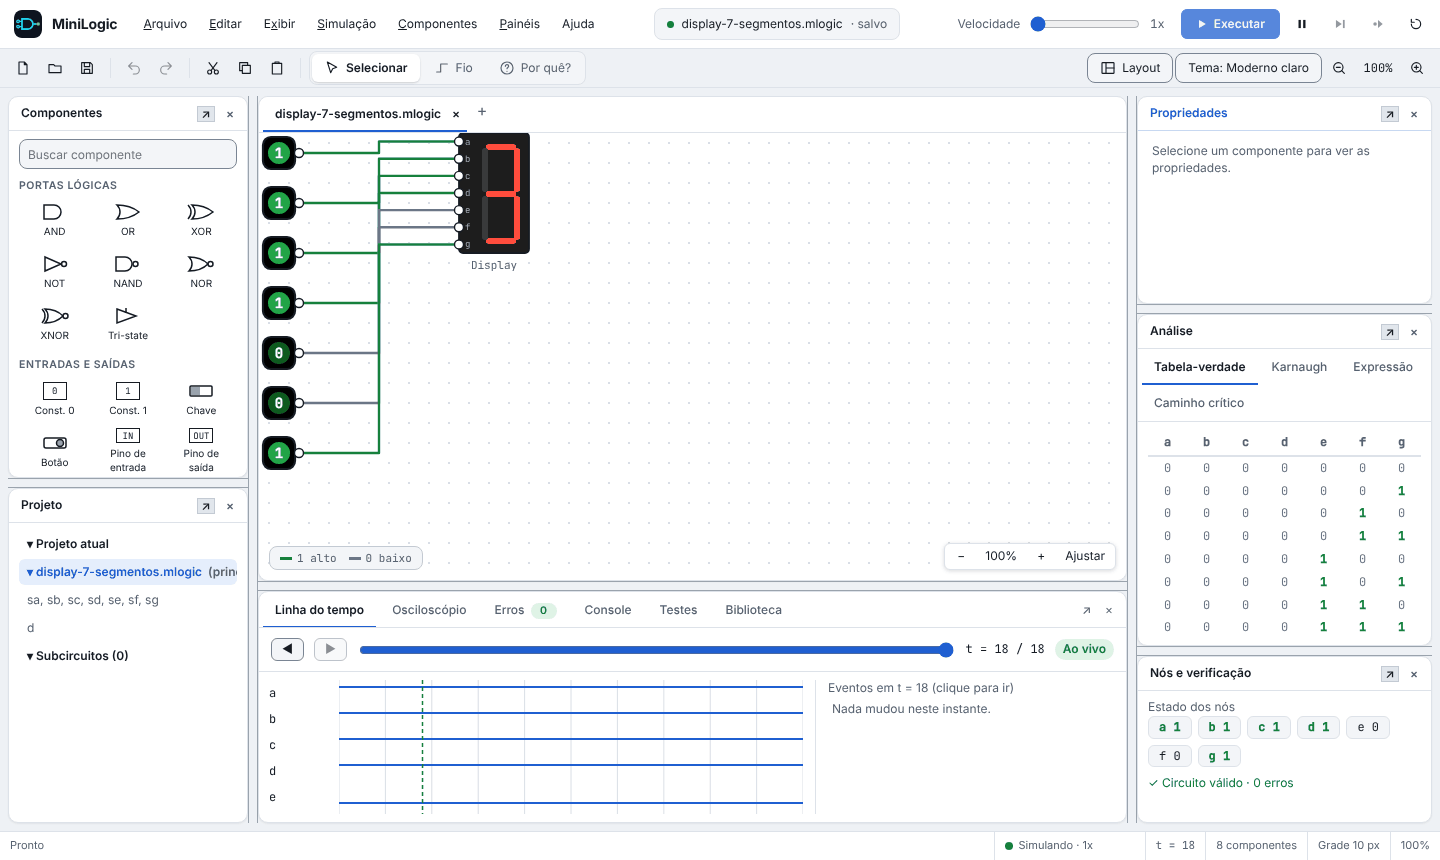 MiniLogic
Arquivo Editar Exibir Simulação Componentes Painéis Ajuda
display-7-segmentos.mlogic · salvo
Velocidade 1x Executar
Selecionar Fio Por quê?
Layout Tema: Moderno claro 100%
Componentes
Buscar componente
PORTAS LÓGICAS
AND OR XOR
NOT NAND NOR
XNOR Tri-state
ENTRADAS E SAÍDAS
0 1
Const. 0 Const. 1 Chave
IN OUT
Botão Pino de entrada Pino de saída
Projeto
Projeto atual
display-7-segmentos.mlogic
sa, sb, sc, sd, se, sf, sg
d
Subcircuitos (0)
display-7-segmentos.mlogic × +
1 a
1 b
1 c
1 d
0 e
0 f
1 g
Display
1 alto 0 baixo
− 100% + Ajustar
Linha do tempo Osciloscópio Erros 0 Console Testes Biblioteca
t = 18 / 18 Ao vivo
a
b
c
d
e
Eventos em t = 18 (clique para ir)
Nada mudou neste instante.
Propriedades
Selecione um componente para ver as
propriedades.
Análise
Tabela-verdade Karnaugh Expressão
Caminho crítico
a b c d e f g
0 0 0 0 0 0 0
0 0 0 0 0 0 1
0 0 0 0 0 1 0
0 0 0 0 0 1 1
0 0 0 0 1 0 0
0 0 0 0 1 0 1
0 0 0 0 1 1 0
0 0 0 0 1 1 1
Nós e verificação
Estado dos nós
a 1 b 1 c 1 d 1 e 0
f 0 g 1
✓ Circuito válido · 0 erros
Pronto
Simulando · 1x t = 18 8 componentes Grade 10 px 100%